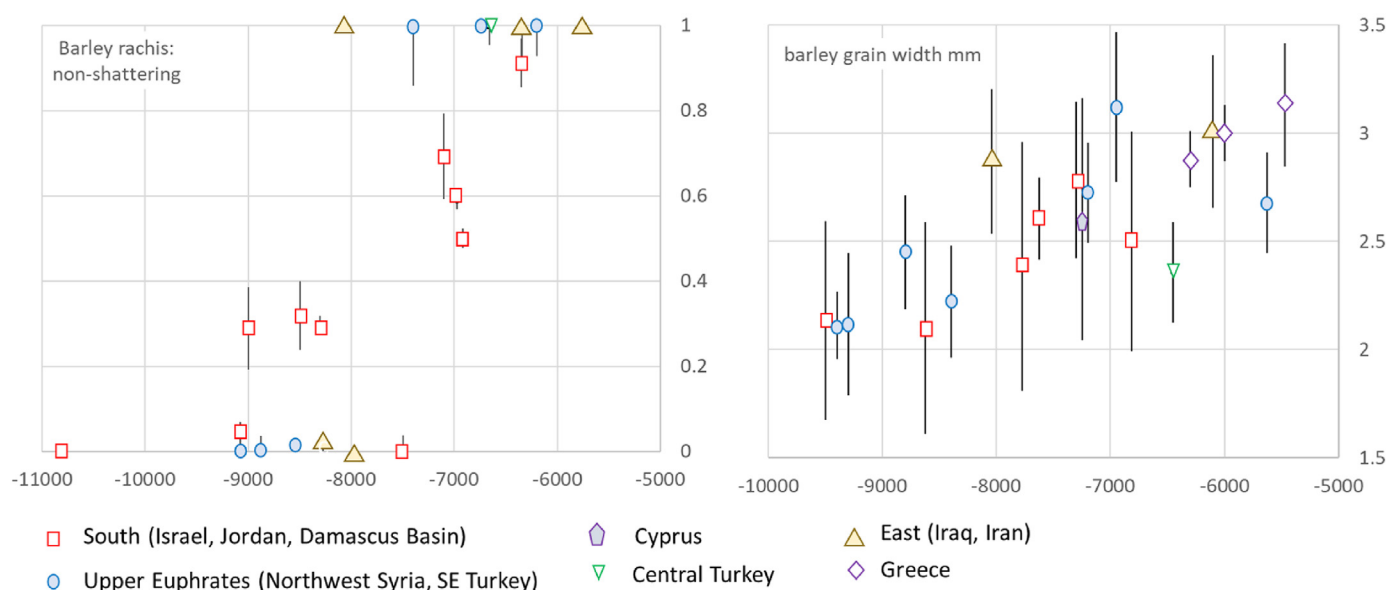 Barley rachis:
non-shattering
1
0.8
0.6
0.4
0.2
0
-11000 -10000 -9000 -8000 -7000 -6000 -5000
barley grain width mm
3.5
3
2.5
2
1.5
-10000 -9000 -8000 -7000 -6000 -5000
South (Israel, Jordan, Damascus Basin)
Upper Euphrates (Northwest Syria, SE Turkey)
Cyprus
Central Turkey
East (Iraq, Iran)
Greece